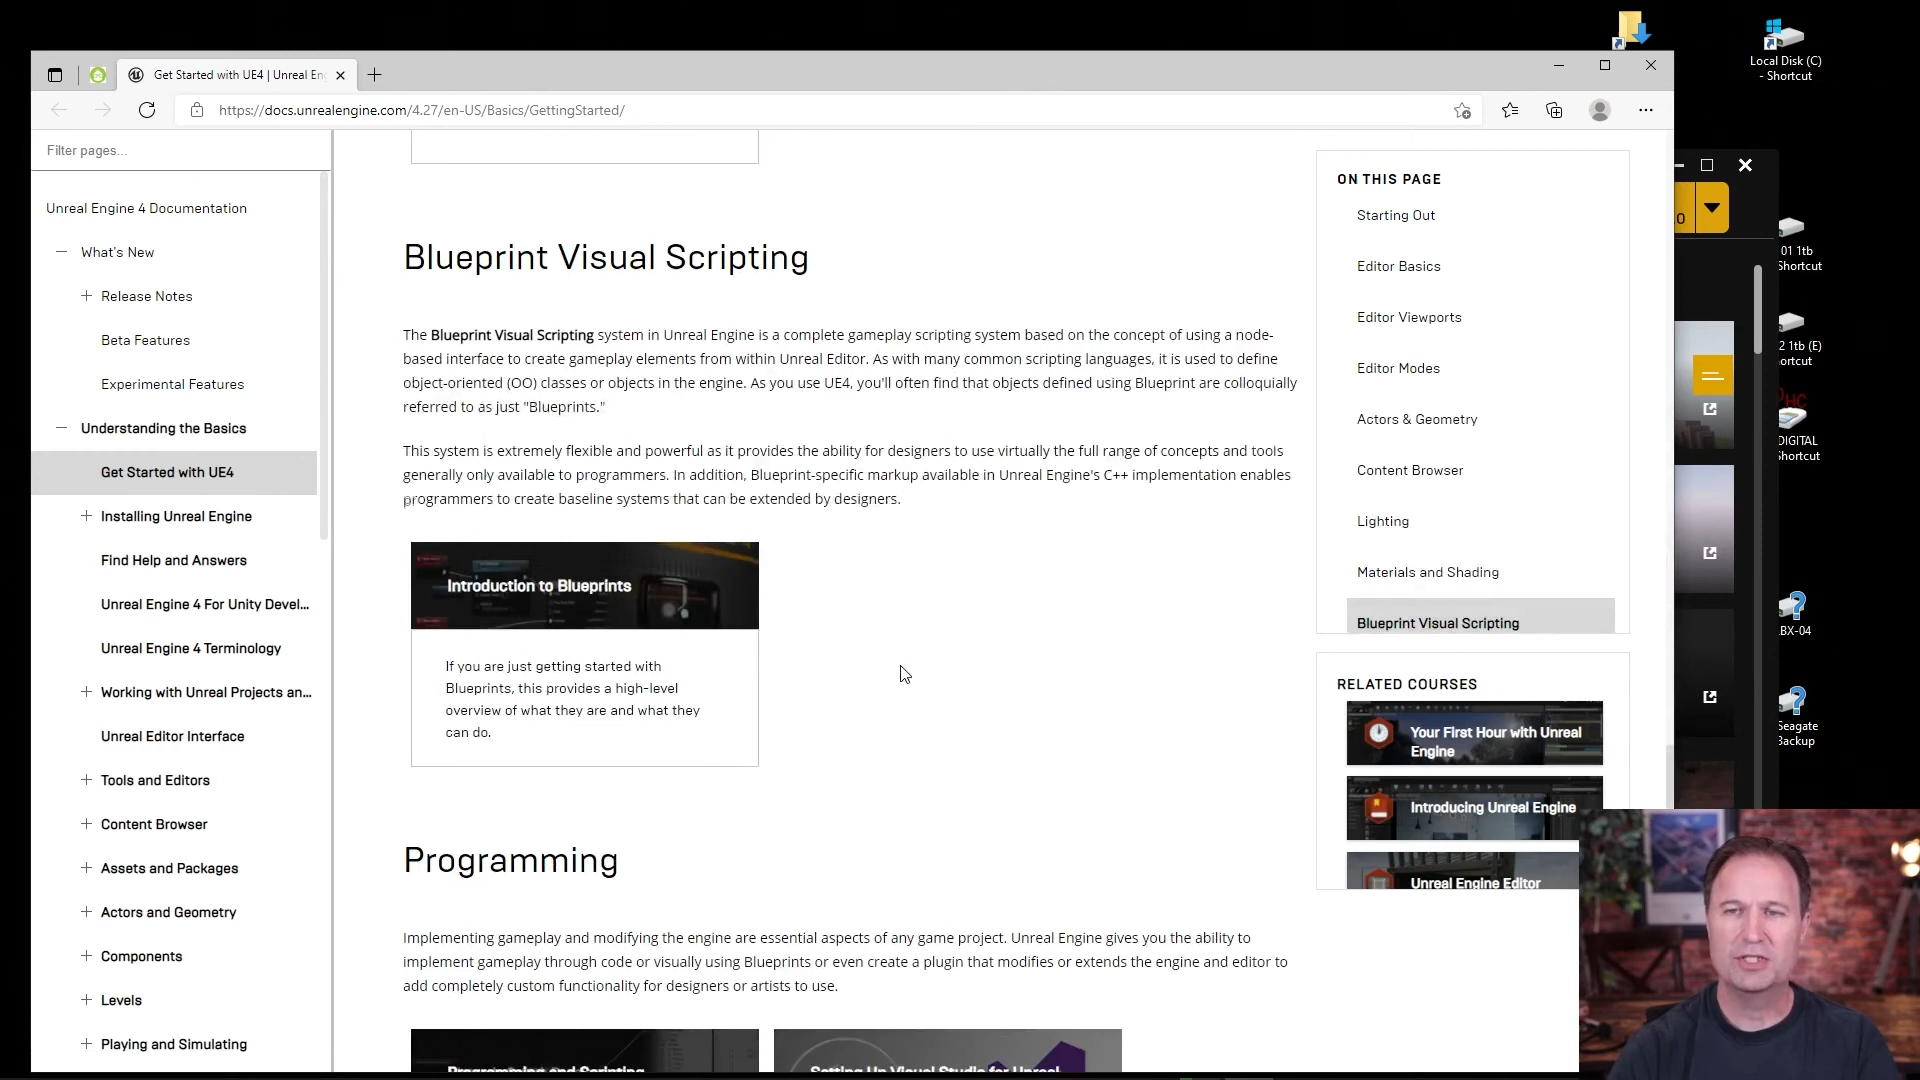 Local Disk (C)
- Shortcut
Get Started with UE4 | Unreal En
https://docs.unrealengine.com/4.27/en-US/Basics/GettingStarted/
Filter pages...
Unreal Engine 4 Documentation
What's New
Release Notes
Beta Features
Experimental Features
Understanding the Basics
Get Started with UE4
Installing Unreal Engine
Find Help and Answers
Unreal Engine 4 For Unity Devel...
Unreal Engine 4 Terminology
Working with Unreal Projects an...
Unreal Editor Interface
Tools and Editors
Content Browser
Assets and Packages
Actors and Geometry
Components
Levels
Playing and Simulating
Blueprint Visual Scripting
The Blueprint Visual Scripting system in Unreal Engine is a complete gameplay scripting system based on the concept of using a node-
based interface to create gameplay elements from within Unreal Editor. As with many common scripting languages, it is used to define
object-oriented (OO) classes or objects in the engine. As you use UE4, you'll often find that objects defined using Blueprint are colloquially
referred to as just "Blueprints."
This system is extremely flexible and powerful as it provides the ability for designers to use virtually the full range of concepts and tools
generally only available to programmers. In addition, Blueprint-specific markup available in Unreal Engine's C++ implementation enables
programmers to create baseline systems that can be extended by designers.
Introduction to Blueprints
If you are just getting started with
Blueprints, this provides a high-level
overview of what they are and what they
can do.
Programming
Implementing gameplay and modifying the engine are essential aspects of any game project. Unreal Engine gives you the ability to
implement gameplay through code or visually using Blueprints or even create a plugin that modifies or extends the engine and editor to
add completely custom functionality for designers or artists to use.
Programming and Scripting
Setting Up Visual Studio for Unreal
ON THIS PAGE
Starting Out
Editor Basics
Editor Viewports
Editor Modes
Actors & Geometry
Content Browser
Lighting
Materials and Shading
Blueprint Visual Scripting
RELATED COURSES
Your First Hour with Unreal
Engine
Introducing Unreal Engine
Unreal Engine Editor
0
01 1tb
Shortcut
2 1tb (E)
ortcut
HC
DIGITAL
Shortcut
BX-04
Seagate
Backup